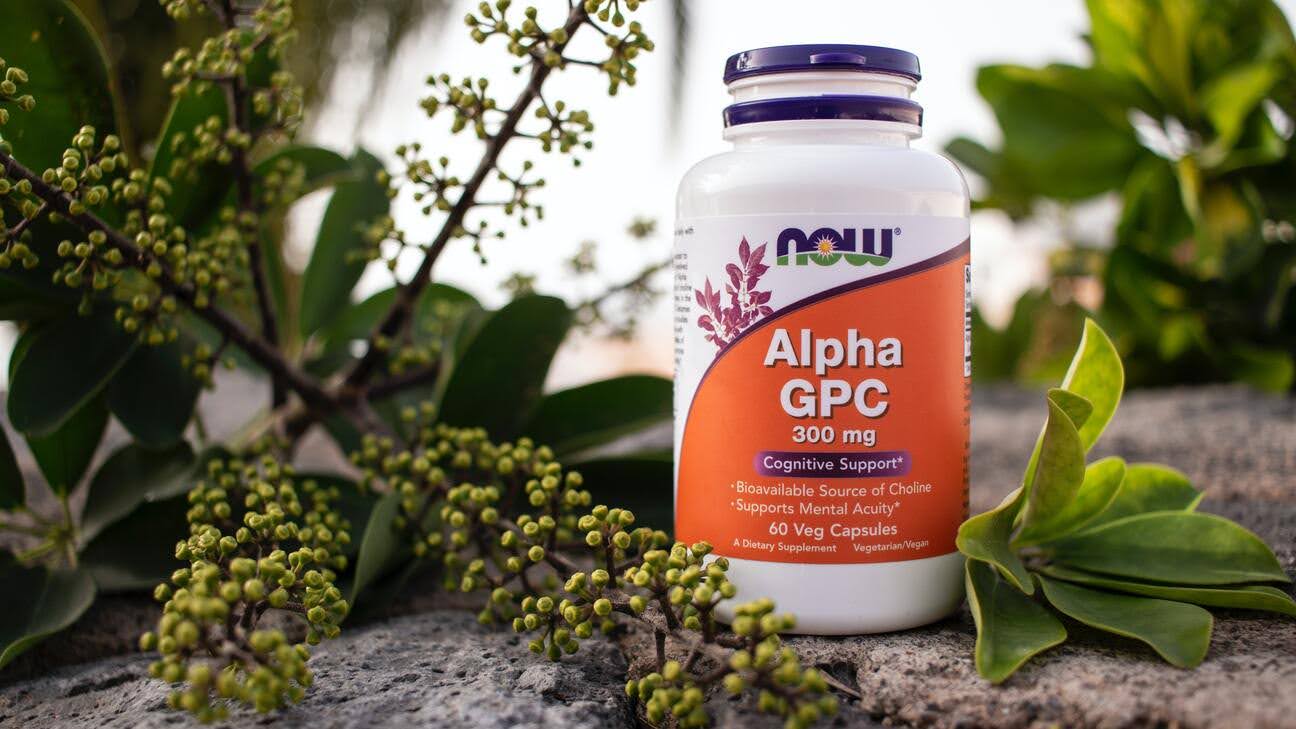 NOW®
Alpha
GPC
300 mg
Cognitive Support*
• Bioavailable Source of Choline
• Supports Mental Acuity*
60 Veg Capsules
A Dietary Supplement Vegetarian/Vegan